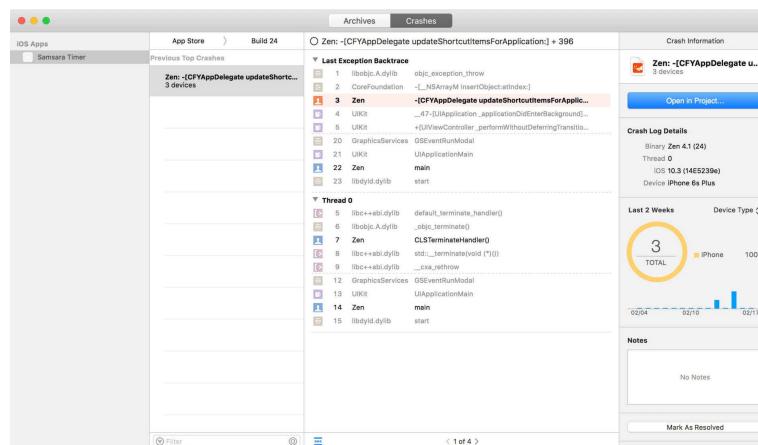 Archives Crashes
iOS Apps
Samsara Timer
App Store
Build 24
Previous Top Crashes
Zen: -[CFYAppDelegate updateShortc...
3 devices
Filter
Zen: -[CFYAppDelegate updateShortcutItemsForApplication:] + 396
Last Exception Backtrace
1 libobjc.A.dylib objc_exception_throw
2 CoreFoundation -[__NSArrayM insertObject:atIndex:]
3 Zen -[CFYAppDelegate updateShortcutItemsForApplic...
4 UIKit __47-[UIApplication _applicationDidEnterBackground]...
5 UIKit +[UIViewController _performWithoutDeferringTransitio...
20 GraphicsServices GSEventRunModal
21 UIKit UIApplicationMain
22 Zen main
23 libdyld.dylib start
Thread 0
5 libc++abi.dylib default_terminate_handler()
6 libobjc.A.dylib _objc_terminate()
7 Zen CLSTerminateHandler()
8 libc++abi.dylib std::__terminate(void (*)())
9 libc++abi.dylib __cxa_rethrow
12 GraphicsServices GSEventRunModal
13 UIKit UIApplicationMain
14 Zen main
15 libdyld.dylib start
1 of 4
Crash Information
Zen: -[CFYAppDelegate u...
3 devices
Open in Project...
Crash Log Details
Binary Zen 4.1 (24)
Thread 0
iOS 10.3 (14E5239e)
Device iPhone 6s Plus
Last 2 Weeks Device Type
3
TOTAL
iPhone 100
02/04 02/10 02/17
Notes
No Notes
Mark As Resolved